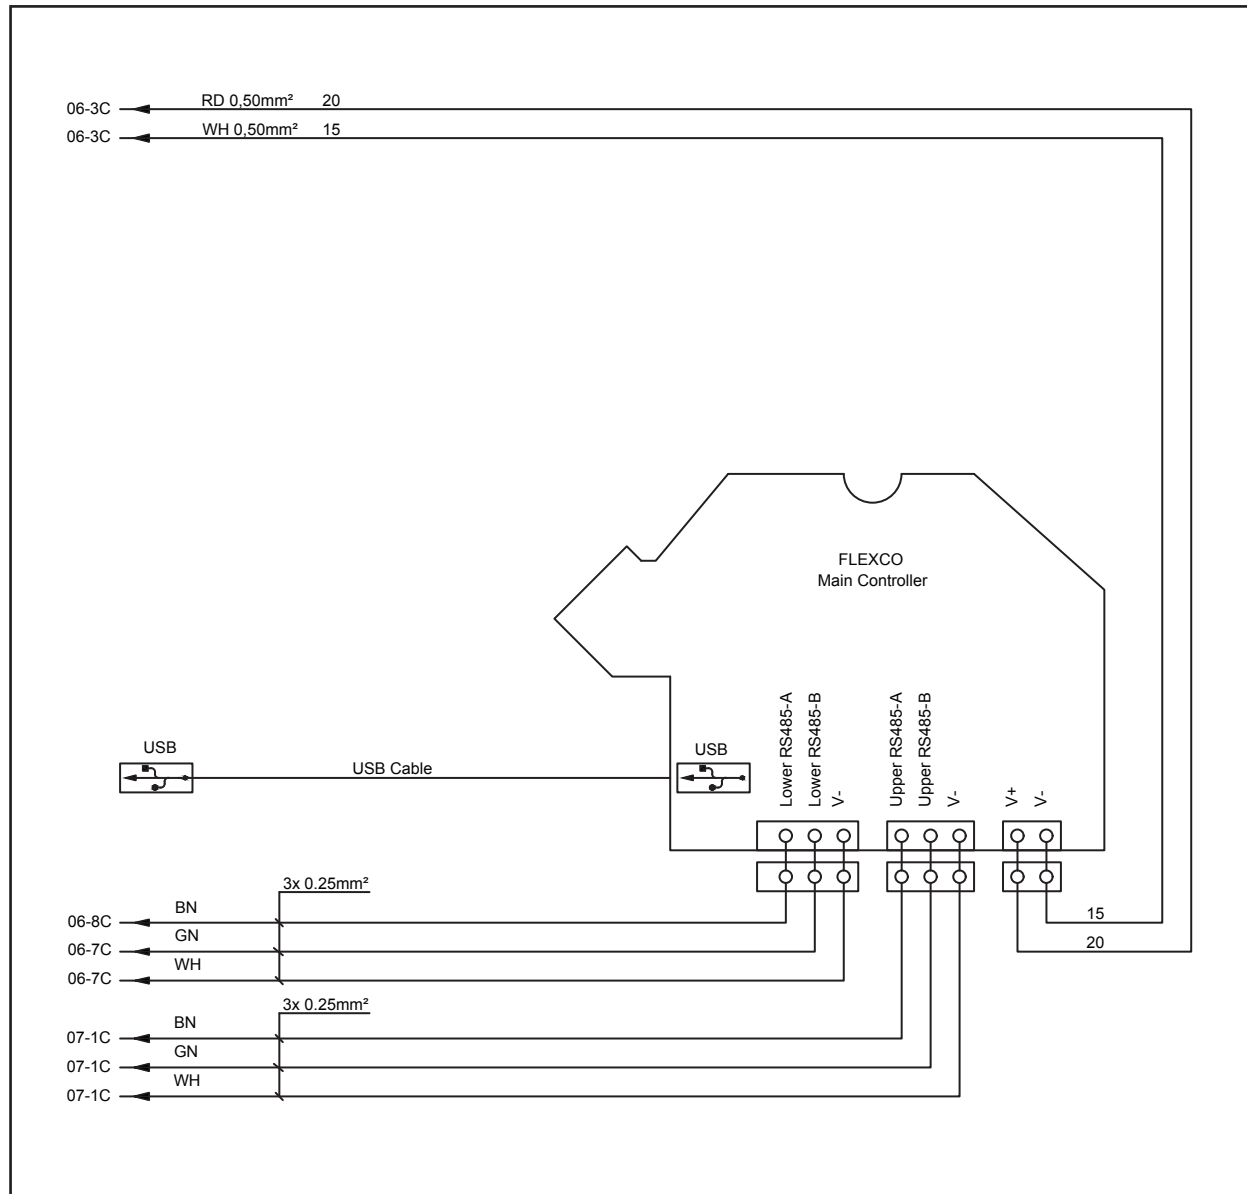 06-3C RD 0,50mm² 20
06-3C WH 0,50mm² 15
FLEXCO
Main Controller
Lower RS485-A
Lower RS485-B
V-
Upper RS485-A
Upper RS485-B
V-
V+
V-
USB
USB Cable
USB
3x 0.25mm²
06-8C BN
15
06-7C GN
20
06-7C WH
3x 0.25mm²
07-1C BN
07-1C GN
07-1C WH